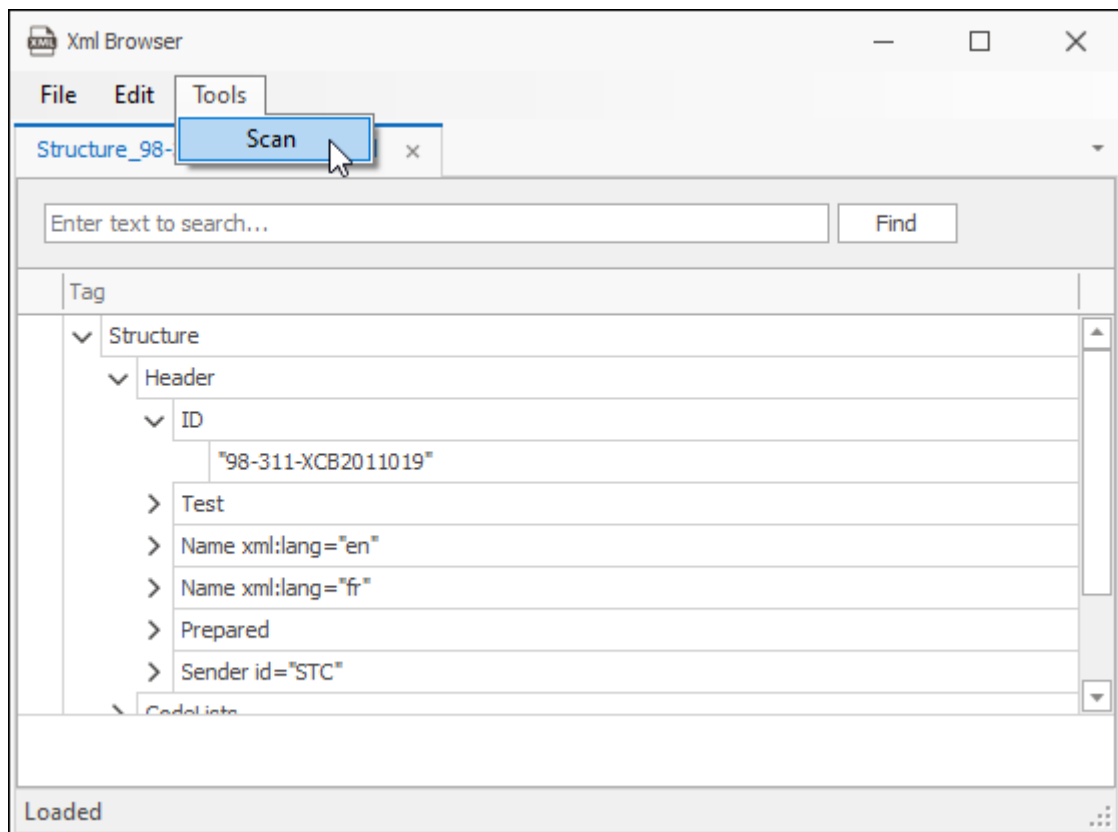 Xml Browser
File Edit Tools
Scan
Structure_98-
Enter text to search... Find
Tag
Structure
Header
ID
"98-311-XCB2011019"
Test
Name xml:lang="en"
Name xml:lang="fr"
Prepared
Sender id="STC"
CodeLists
Loaded